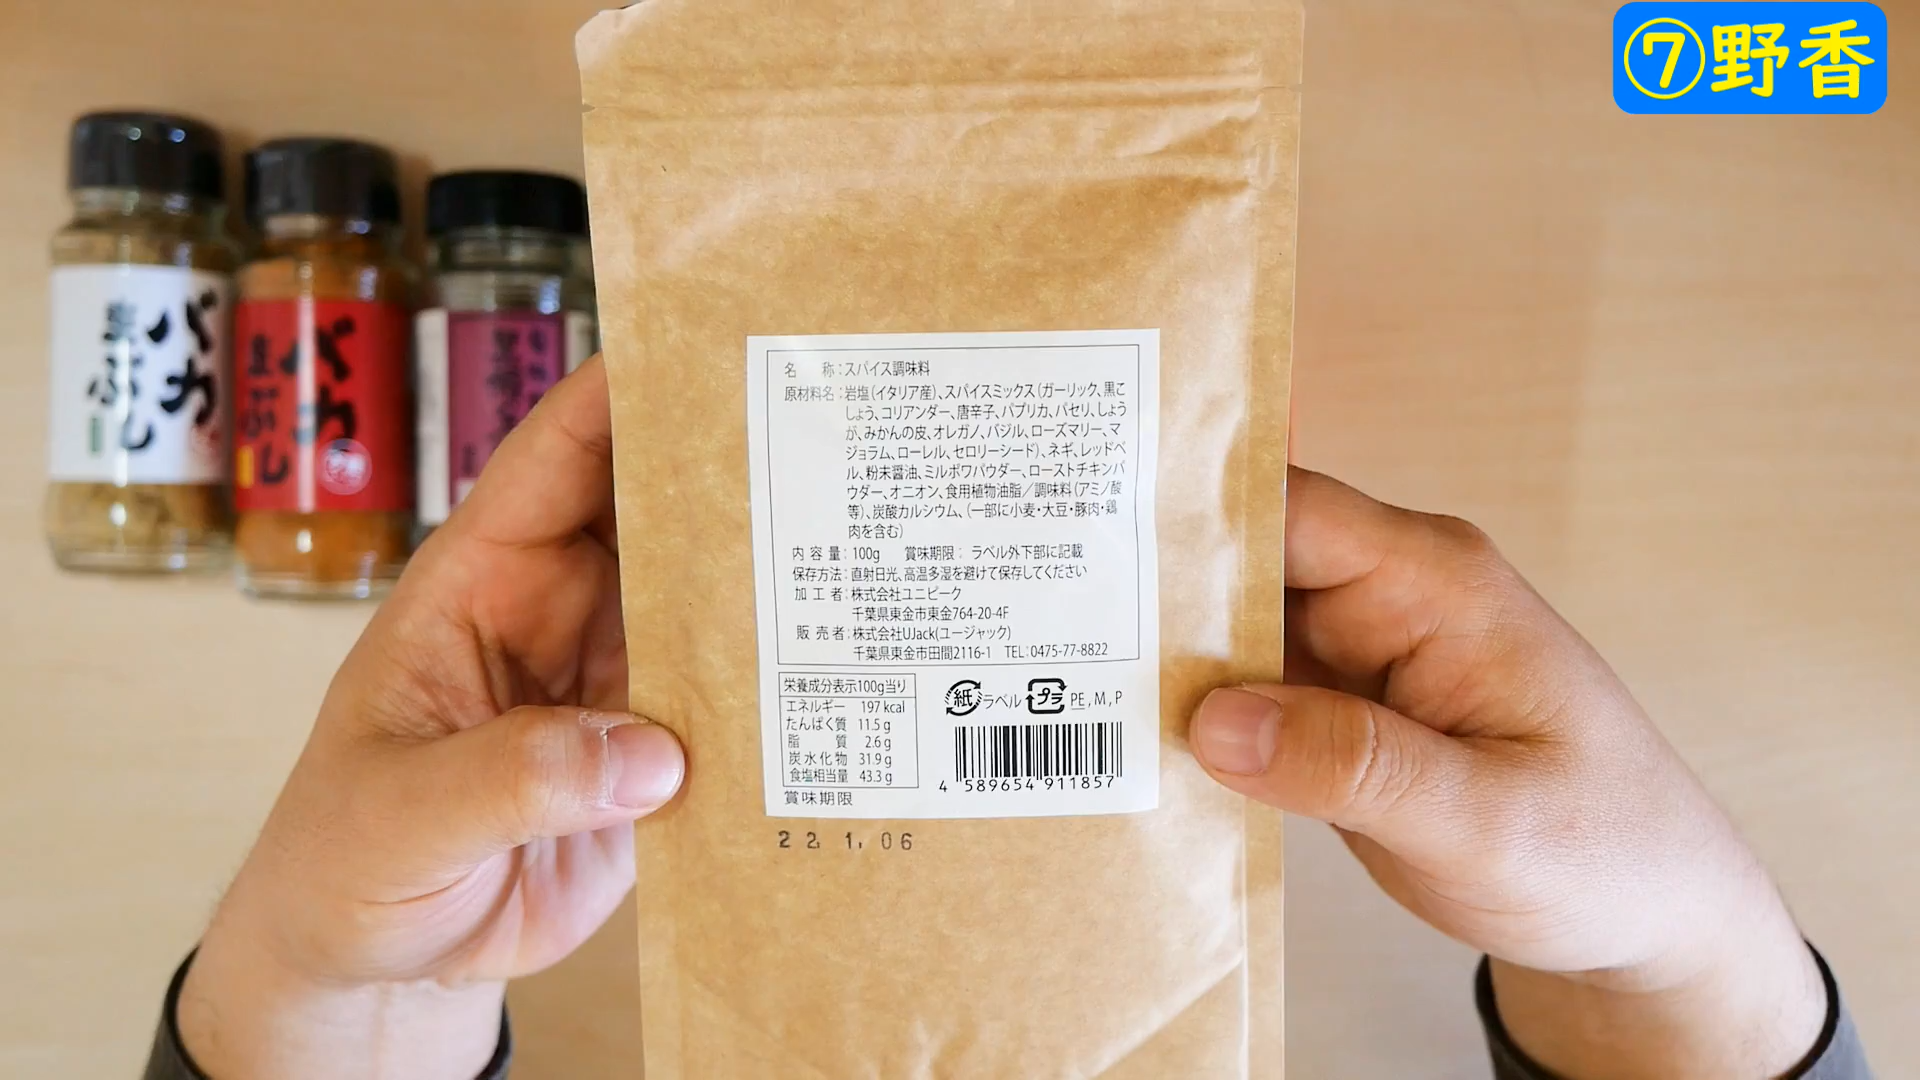 ⑦野香
バカ
まぶし
バカ
まぶし
名 称：スパイス調味料
原材料名：岩塩（イタリア産）、スパイスミックス（ガーリック、黒こ
しょう、コリアンダー、唐辛子、パプリカ、パセリ、しょう
が、みかんの皮、オレガノ、バジル、ローズマリー、マ
ジョラム、ローレル、セロリーシード）、ネギ、レッドベ
ル、粉末醤油、ミルポワパウダー、ローストチキンパ
ウダー、オニオン、食用植物油脂／調味料（アミノ酸
等）、炭酸カルシウム、（一部に小麦・大豆・豚肉・鶏
肉を含む）
内容量：100g 賞味期限：ラベル外下部に記載
保存方法：直射日光、高温多湿を避けて保存してください
加工者：株式会社ユニピーク
千葉県東金市東金764-20-4F
販売者：株式会社UJack(ユージャック)
千葉県東金市田間2116-1 TEL:0475-77-8822
栄養成分表示100g当り
エネルギー 197 kcal
たんぱく質 11.5 g
脂質 2.6 g
炭水化物 31.9 g
食塩相当量 43.3 g
賞味期限
紙 ラベル プラ PE, M, P
4 589654 911857
22. 1. 06